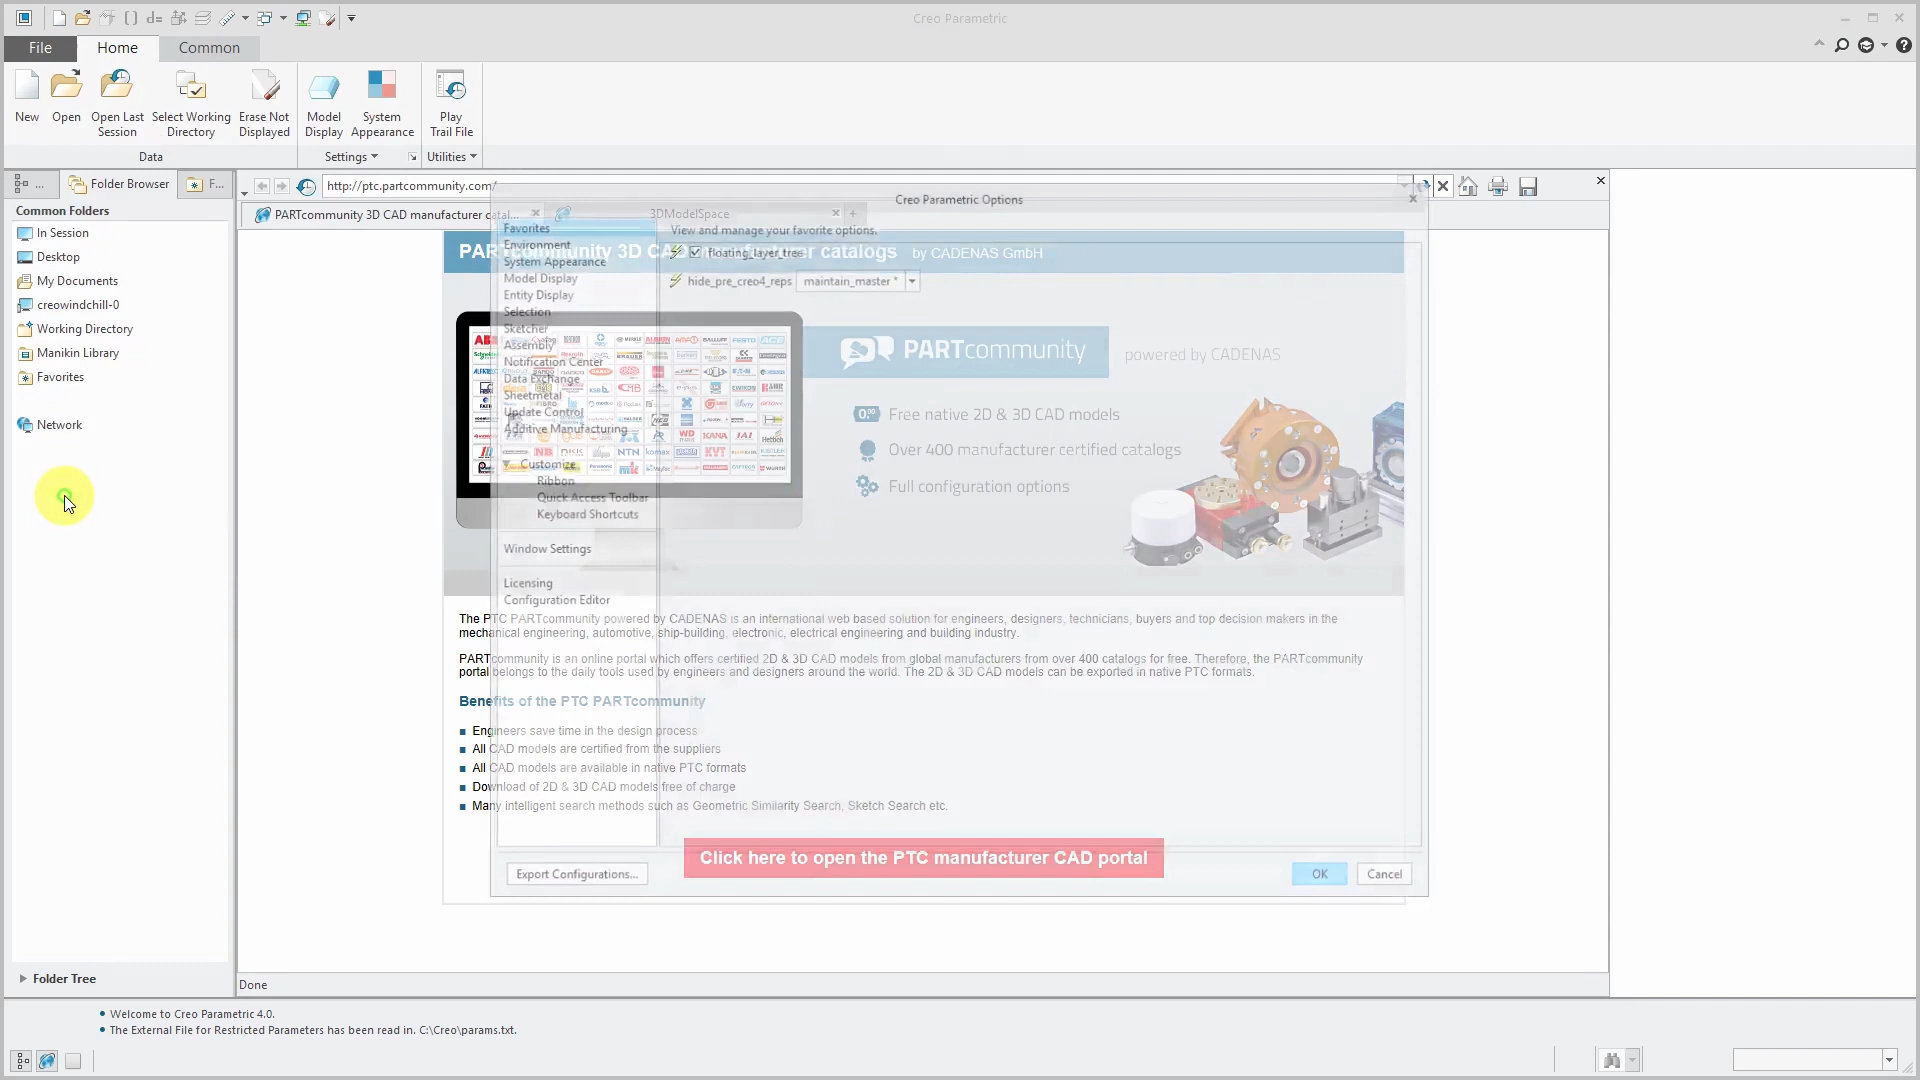 Creo Parametric
File
Home
Common
New
Open
Open Last Session
Select Working Directory
Erase Not Displayed
Model Display
System Appearance
Play Trail File
Data
Settings
Utilities
...
Folder Browser
F...
http://ptc.partcommunity.com/
PARTcommunity 3D CAD manufacturer catal...
3DModelSpace
Common Folders
In Session
Desktop
My Documents
creowindchill-0
Working Directory
Manikin Library
Favorites
Network
Folder Tree
Creo Parametric Options
Favorites
Environment
System Appearance
Model Display
Entity Display
Selection
Sketcher
Assembly
Notification Center
Data Exchange
Sheetmetal
Update Control
Additive Manufacturing
Customize
Ribbon
Quick Access Toolbar
Keyboard Shortcuts
Window Settings
Licensing
Configuration Editor
View and manage your favorite options.
floating_layer_tree
hide_pre_creo4_reps
maintain_master *
Export Configurations...
OK
Cancel
PARTcommunity 3D CAD manufacturer catalogs by CADENAS GmbH
PARTcommunity
powered by CADENAS
Free native 2D & 3D CAD models
Over 400 manufacturer certified catalogs
Full configuration options
The PTC PARTcommunity powered by CADENAS is an international web based solution for engineers, designers, technicians, buyers and top decision makers in the
mechanical engineering, automotive, ship-building, electronic, electrical engineering and building industry.
PARTcommunity is an online portal which offers certified 2D & 3D CAD models from global manufacturers from over 400 catalogs for free. Therefore, the PARTcommunity
portal belongs to the daily tools used by engineers and designers around the world. The 2D & 3D CAD models can be exported in native PTC formats.
Benefits of the PTC PARTcommunity
Engineers save time in the design process
All CAD models are certified from the suppliers
All CAD models are available in native PTC formats
Download of 2D & 3D CAD models free of charge
Many intelligent search methods such as Geometric Similarity Search, Sketch Search etc.
Click here to open the PTC manufacturer CAD portal
Done
Welcome to Creo Parametric 4.0.
The External File for Restricted Parameters has been read in. C:\Creo\params.txt.